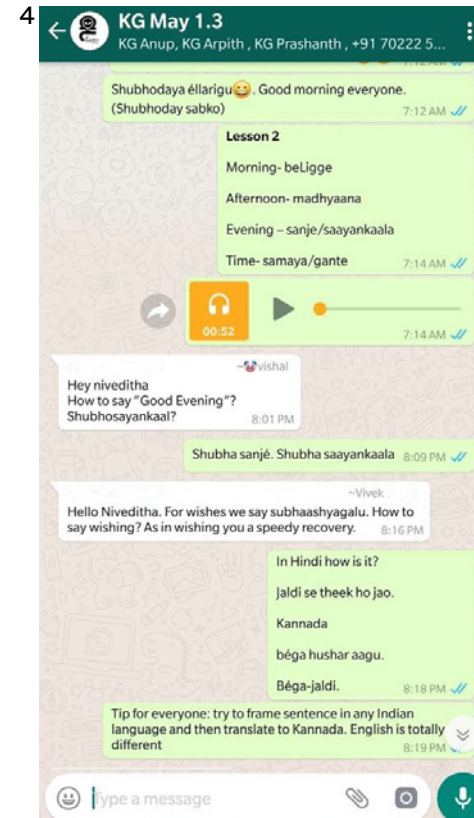 4
KG May 1.3
KG Anup, KG Arpith , KG Prashanth , +91 70222 5...
Shubhodaya éllarigu😀. Good morning everyone.
(Shubhoday sabko)
7:12 AM
Lesson 2
Morning- beLigge
Afternoon- madhyaana
Evening – sanje/saayankaala
Time- samaya/gante
7:14 AM
00:52
7:14 AM
~🤡vishal
Hey niveditha
How to say "Good Evening"?
Shubhosayankaal?
8:01 PM
Shubha sanjé. Shubha saayankaala 8:09 PM
~Vivek
Hello Niveditha. For wishes we say subhaashyagalu. How to
say wishing? As in wishing you a speedy recovery. 8:16 PM
In Hindi how is it?
Jaldi se theek ho jao.
Kannada
béga hushar aagu.
Béga-jaldi.
8:18 PM
Tip for everyone: try to frame sentence in any Indian
language and then translate to Kannada. English is totally
different
8:19 PM
Type a message